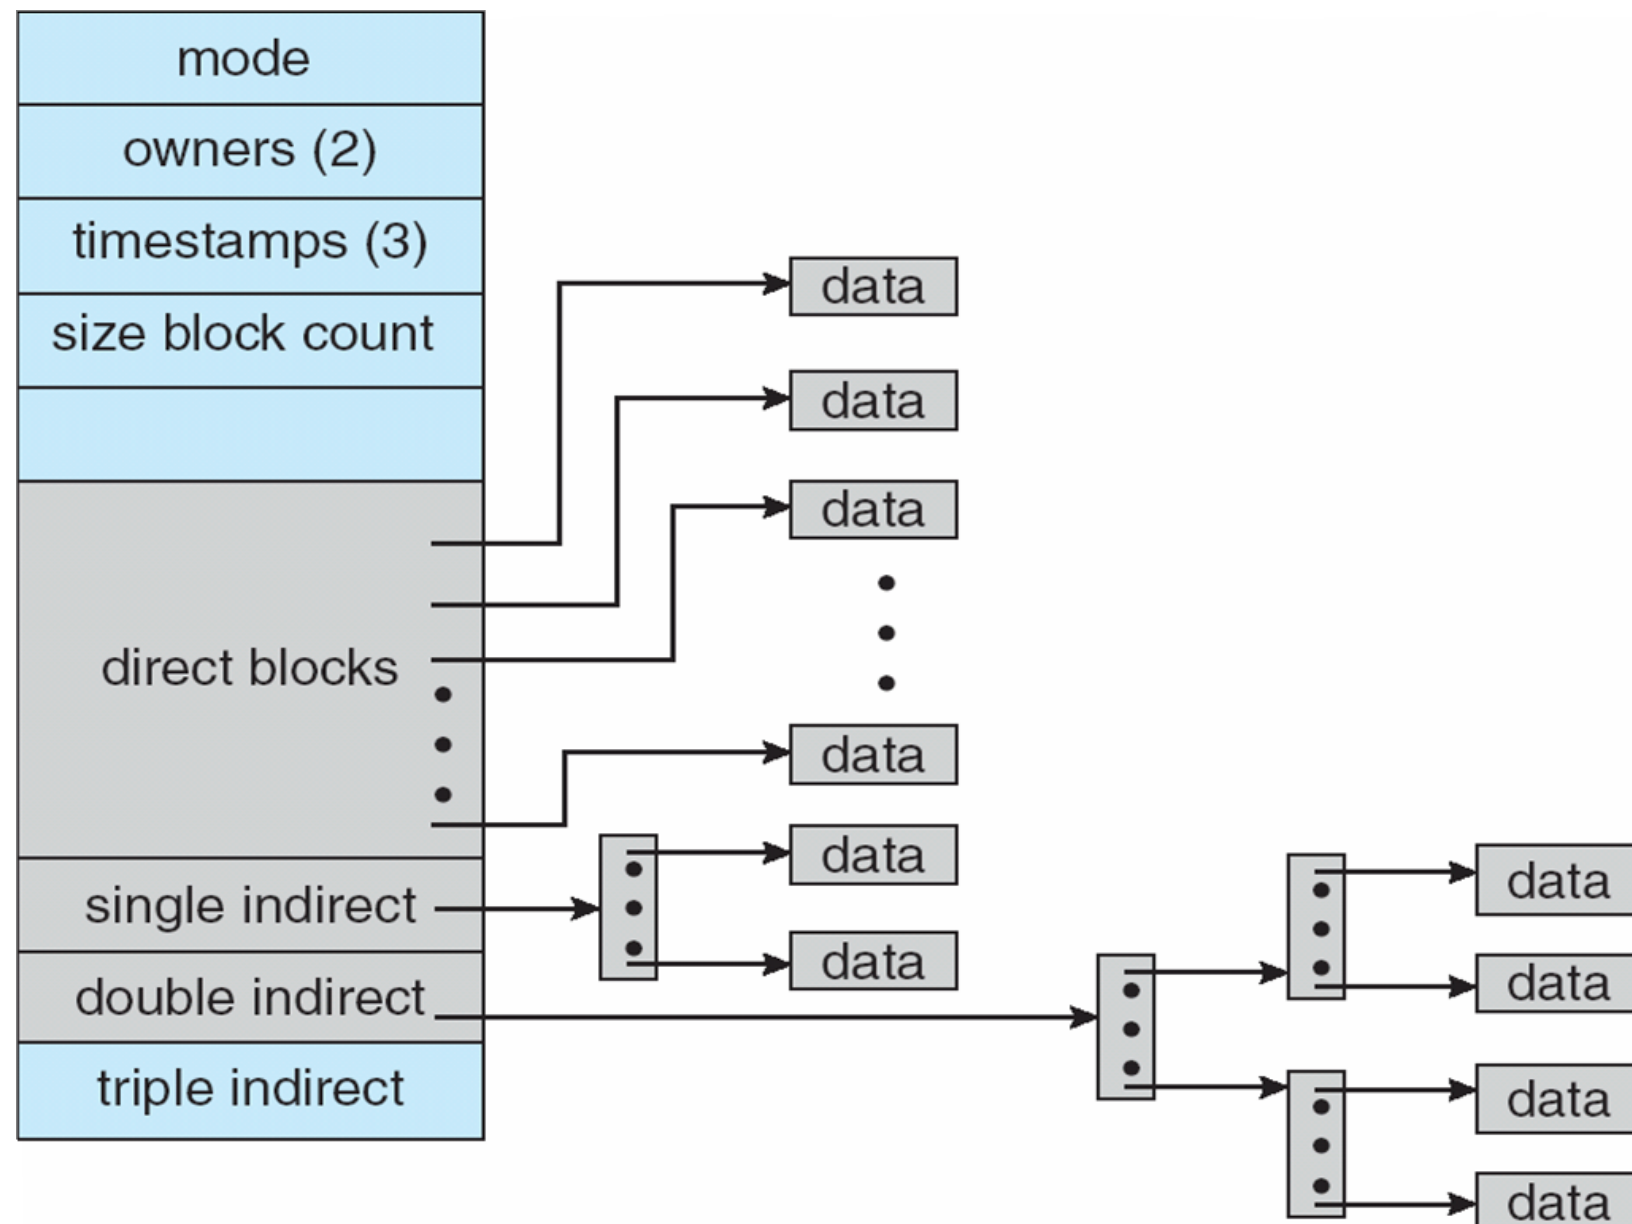 mode
owners (2)
timestamps (3)
size block count
direct blocks
single indirect
double indirect
triple indirect
data
data
data
data
data
data
data
data
data
data